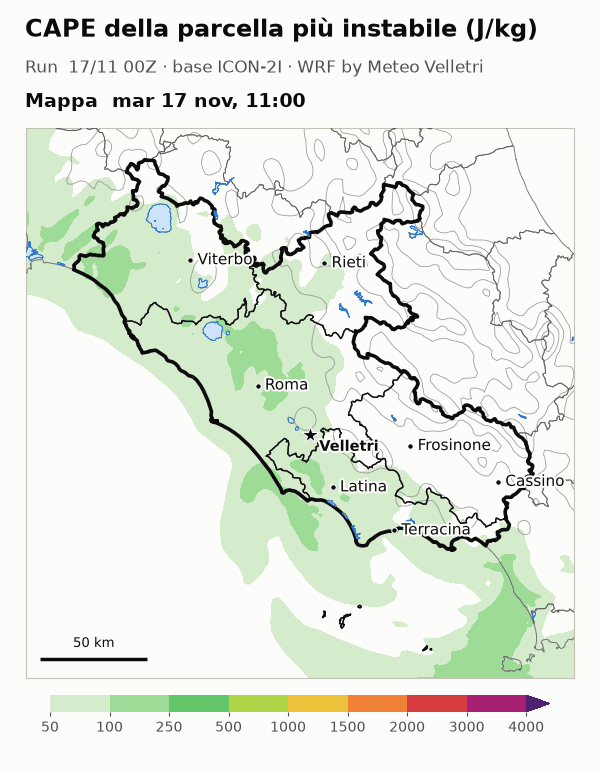 CAPE della parcella più instabile (J/kg)
Run 17/11 00Z · base ICON-2I · WRF by Meteo Velletri
Mappa mar 17 nov, 11:00
Viterbo
Rieti
Roma
Velletri
Frosinone
Latina
Cassino
Terracina
50 km
50 100 250 500 1000 1500 2000 3000 4000